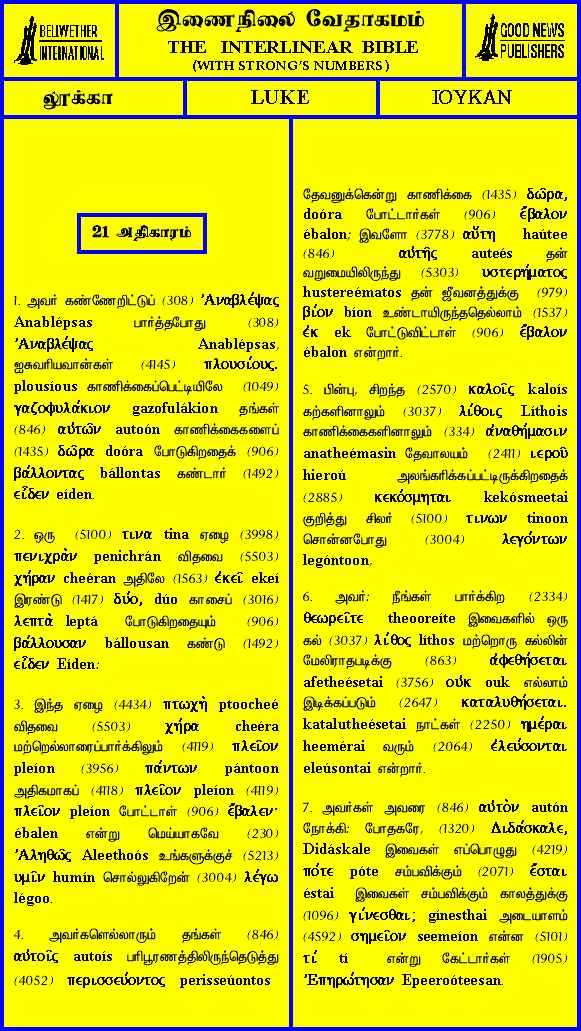 BELLWETHER
INTERNATIONAL
இணைநிலை வேதாகமம்
THE INTERLINEAR BIBLE
(WITH STRONG'S NUMBERS)
GOOD NEWS
PUBLISHERS
லூக்கா
LUKE
ΙΟΥΚΑΝ
21 அதிகாரம்
1. அவர் கண்ணேறிட்டுப் (308) Ἀναβλέψας
Anablépsas பார்த்தபோது (308)
Ἀναβλέψας Anablépsas,
ஐசுவரியவான்கள் (4145) πλουσίους.
plousíous காணிக்கைப்பெட்டியிலே (1049)
γαζοφυλάκιον gazofulákion தங்கள்
(846) αὐτῶν autoón காணிக்கைகளைப்
(1435) δῶρα doóra போடுகிறதைக் (906)
βάλλοντας bállontas கண்டார் (1492)
εἶδεν eíden.
2. ஒரு (5100) τινα tina ஏழை (3998)
πενιχρὰν penichrán விதவை (5503)
χήραν cheéran அதிலே (1563) ἐκεῖ ekeí
இரண்டு (1417) δύο, dúo காசைப் (3016)
λεπτὰ leptá போடுகிறதையும் (906)
βάλλουσαν bállousan கண்டு (1492)
εἶδεν Eíden:
3. இந்த ஏழை (4434) πτωχὴ ptoocheé
விதவை (5503) χήρα cheéra
மற்றெல்லாரைப்பார்க்கிலும் (4119) πλεῖον
pleíon (3956) πάντων pántoon
அதிகமாகப் (4118) πλεῖον pleíon (4119)
πλεῖον pleíon போட்டாள் (906) ἔβαλεν·
ébalen என்று மெய்யாகவே (230)
Ἀληθῶς Aleethoós உங்களுக்குச் (5213)
υμῖν humín சொல்லுகிறேன் (3004) λέγω
légoo.
4. அவர்களெல்லாரும் தங்கள் (846)
αὐτοῖς autoís பரிபூரணத்திலிருந்தெடுத்து
(4052) περισσεύοντος perisseúontos
தேவனுக்கென்று காணிக்கை (1435) δῶρα,
doóra போட்டார்கள் (906) ἔβαλον
ébalon; இவளோ (3778) αὕτη haútee
(846) αὐτῆς auteés தன்
வறுமையிலிருந்து (5303) υστερήματος
hustereématos தன் ஜீவனத்துக்கு (979)
βίον bíon உண்டாயிருந்ததெல்லாம் (1537)
ἐκ ek போட்டுவிட்டாள் (906) ἔβαλον
ébalon என்றார்.
5. பின்பு, சிறந்த (2570) καλοῖς kaloís
கற்களினாலும் (3037) λίθοις Líthois
காணிக்கைகளினாலும் (334) ἀναθήμασιν
anatheémasin தேவாலயம் (2411) ιεροῦ
hieroú அலங்கரிக்கப்பட்டிருக்கிறதைக்
(2885) κεκόσμηται kekósmeetai
குறித்து சிலர் (5100) τινων tinoon
சொன்னபோது (3004) λεγόντων
legóntoon,
6. அவர்: நீங்கள் பார்க்கிற (2334)
θεωρεῖτε theooreíte இவைகளில் ஒரு
கல் (3037) λίθος líthos மற்றொரு கல்லின்
மேலிராதபடிக்கு (863) ἀφεθήσεται
afetheésetai (3756) οὐκ ouk எல்லாம்
இடிக்கப்படும் (2647) καταλυθήσεται.
katalutheésetai நாட்கள் (2250) ημέραι
heemérai வரும் (2064) ἐλεύσονται
eleúsontai என்றார்.
7. அவர்கள் அவரை (846) αὐτὸν autón
நோக்கி: போதகரே, (1320) Διδάσκαλε,
Didáskale இவைகள் எப்பொழுது (4219)
πότε póte சம்பவிக்கும் (2071) ἔσται
éstai இவைகள் சம்பவிக்கும் காலத்துக்கு
(1096) γίνεσθαι; gínesthai அடையாளம்
(4592) σημεῖον seemeíon என்ன (5101)
τί tí என்று கேட்டார்கள் (1905)
Ἐπηρώτησαν Epeeroóteesan.